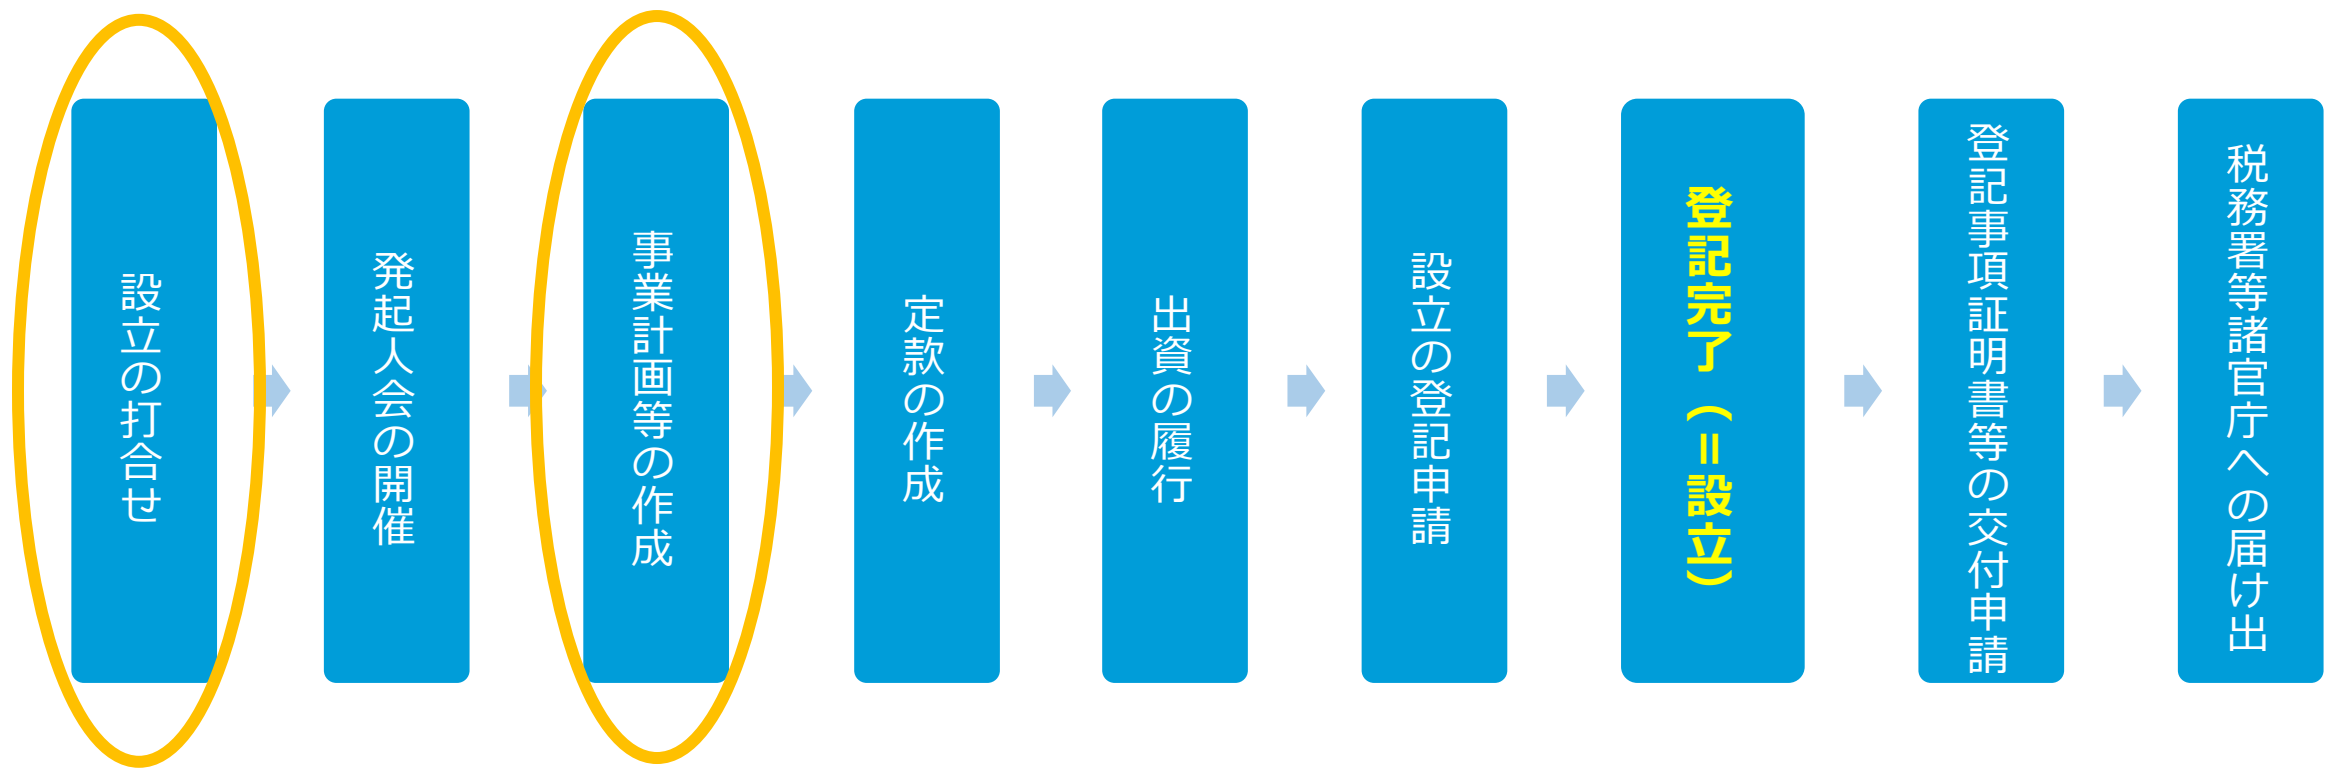 設立の打合せ
発起人会の開催
事業計画等の作成
定款の作成
出資の履行
設立の登記申請
登記完了（＝設立）
登記事項証明書等の交付申請
税務署等諸官庁への届け出